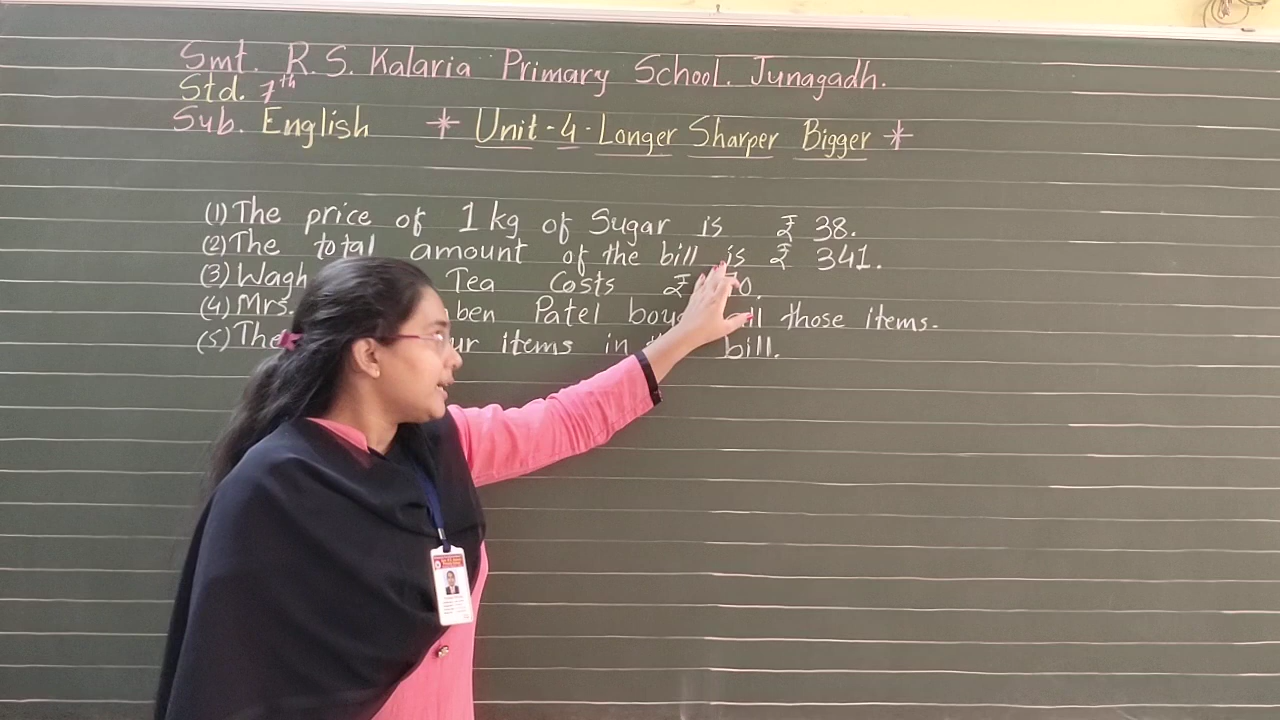 Smt. R.S. Kalaria Primary School. Junagadh.
Std. 7th
Sub. English * Unit-4-Longer Sharper Bigger *
(1) The price of 1 kg of Sugar is ₹ 38.
(2) The total amount of the bill is ₹ 341.
(3) Wagh Tea Costs ₹ 70.
(4) Mrs. ben Patel those items.
(5) The items in bill.